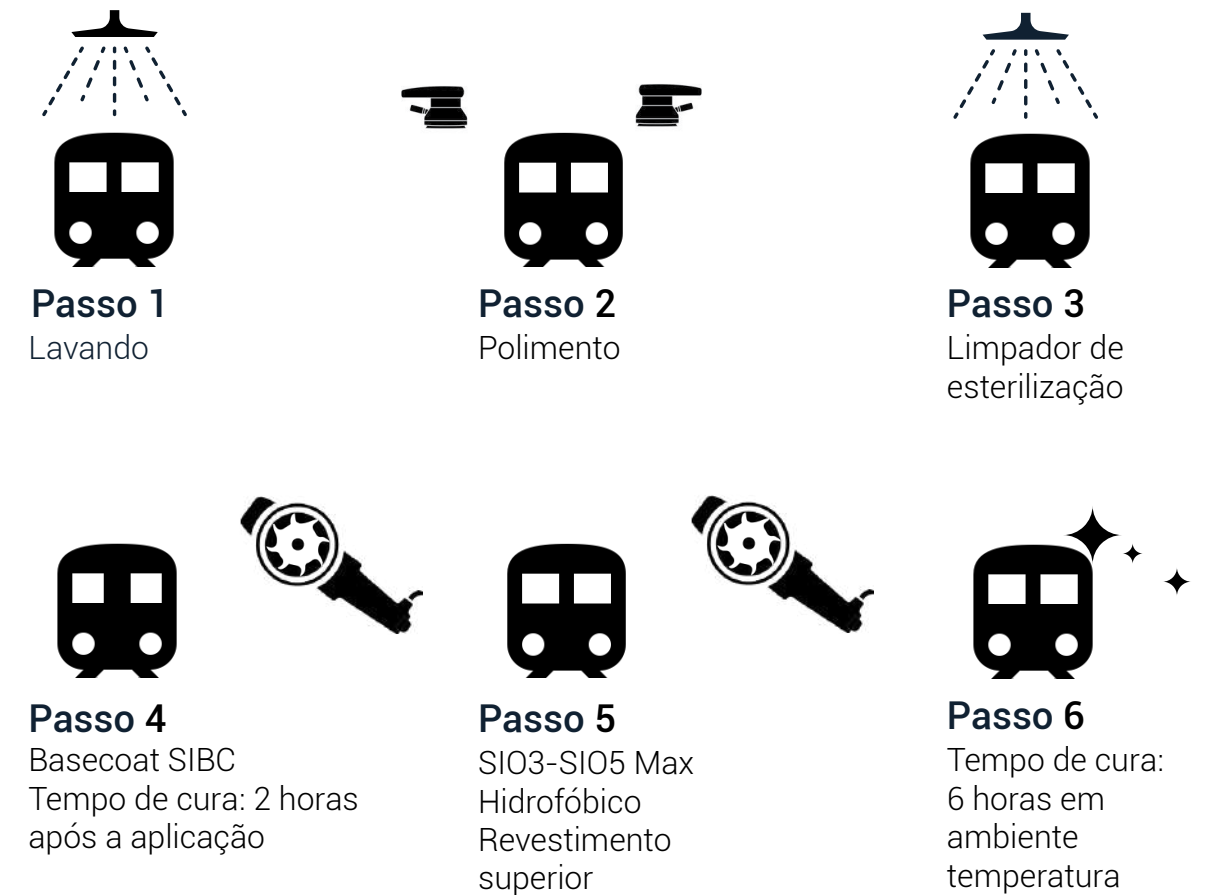 Passo 1
Lavando
Passo 2
Polimento
Passo 3
Limpador de
esterilização
Passo 4
Basecoat SIBC
Tempo de cura: 2 horas
após a aplicação
Passo 5
SIO3-SIO5 Max
Hidrofóbico
Revestimento
superior
Passo 6
Tempo de cura:
6 horas em
ambiente
temperatura